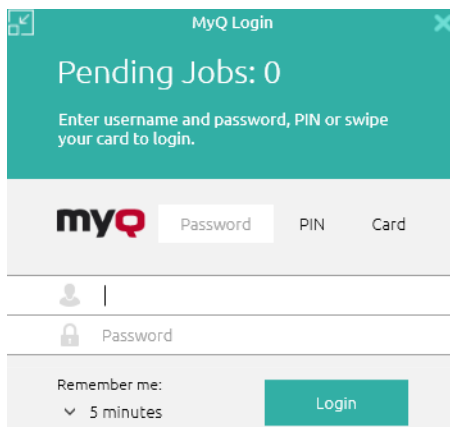 MyQ Login
Pending Jobs: 0
Enter username and password, PIN or swipe
your card to login.
myQ Password PIN Card
Password
Remember me:
5 minutes Login